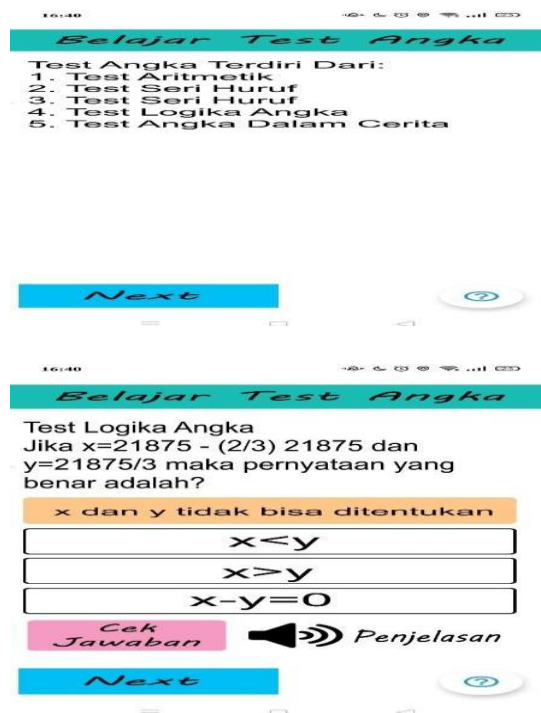 16:40
Belajar Test Angka
Test Angka Terdiri Dari:
1. Test Aritmetik
2. Test Seri Huruf
3. Test Seri Huruf
4. Test Logika Angka
5. Test Angka Dalam Cerita
Next
?
16:40
Belajar Test Angka
Test Logika Angka
Jika x=21875 - (2/3) 21875 dan
y=21875/3 maka pernyataan yang
benar adalah?
x dan y tidak bisa ditentukan
x<y
x>y
x-y=0
Cek
Jawaban
Penjelasan
Next
?